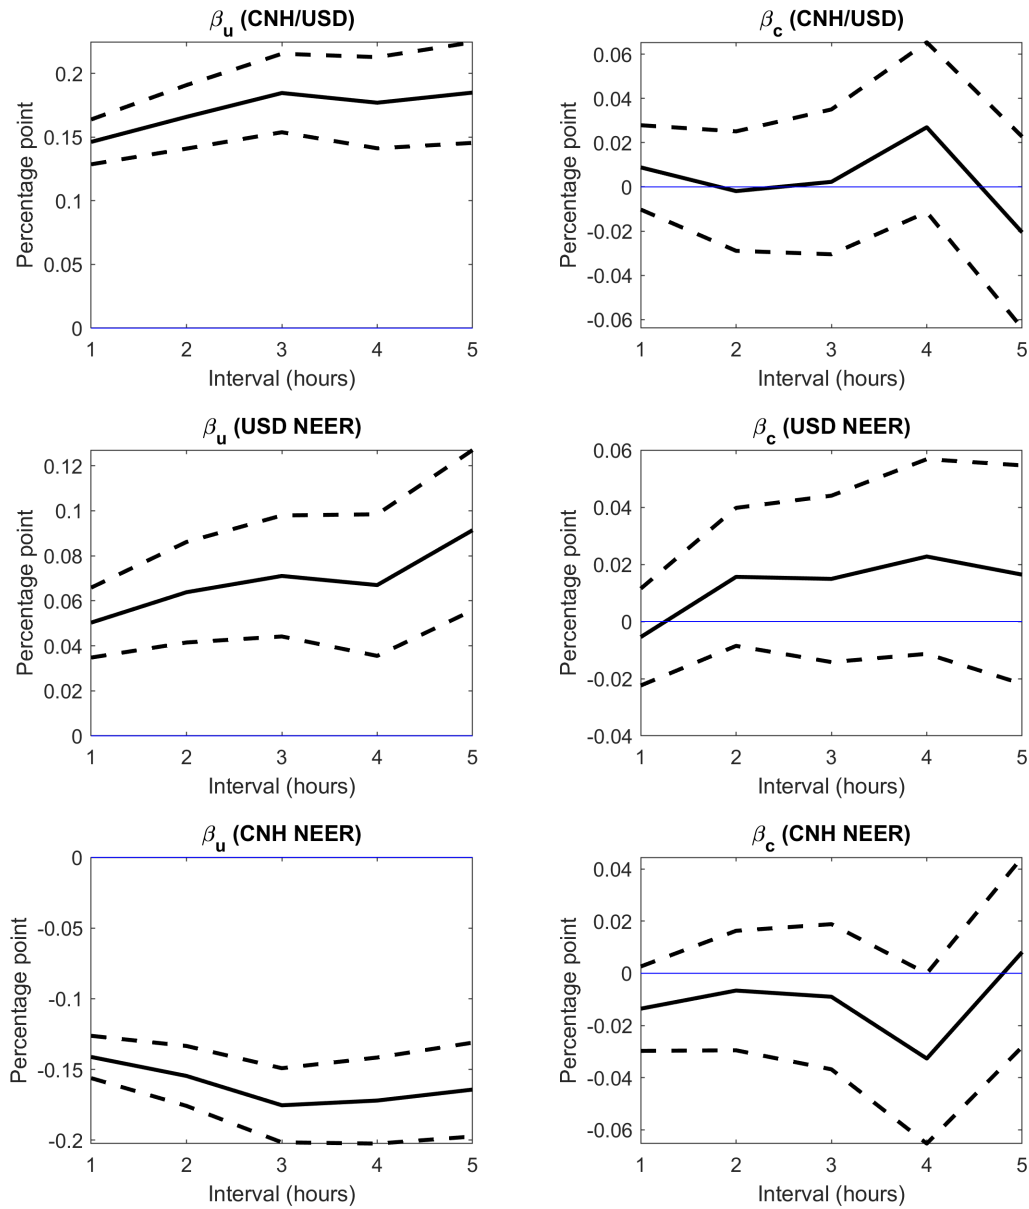 β_u (CNH/USD)
Percentage point
0.2
0.15
0.1
0.05
0
1 2 3 4 5
Interval (hours)
β_c (CNH/USD)
Percentage point
0.06
0.04
0.02
0
-0.02
-0.04
-0.06
1 2 3 4 5
Interval (hours)
β_u (USD NEER)
Percentage point
0.12
0.1
0.08
0.06
0.04
0.02
0
1 2 3 4 5
Interval (hours)
β_c (USD NEER)
Percentage point
0.06
0.04
0.02
0
-0.02
-0.04
1 2 3 4 5
Interval (hours)
β_u (CNH NEER)
Percentage point
0
-0.05
-0.1
-0.15
-0.2
1 2 3 4 5
Interval (hours)
β_c (CNH NEER)
Percentage point
0.04
0.02
0
-0.02
-0.04
-0.06
1 2 3 4 5
Interval (hours)